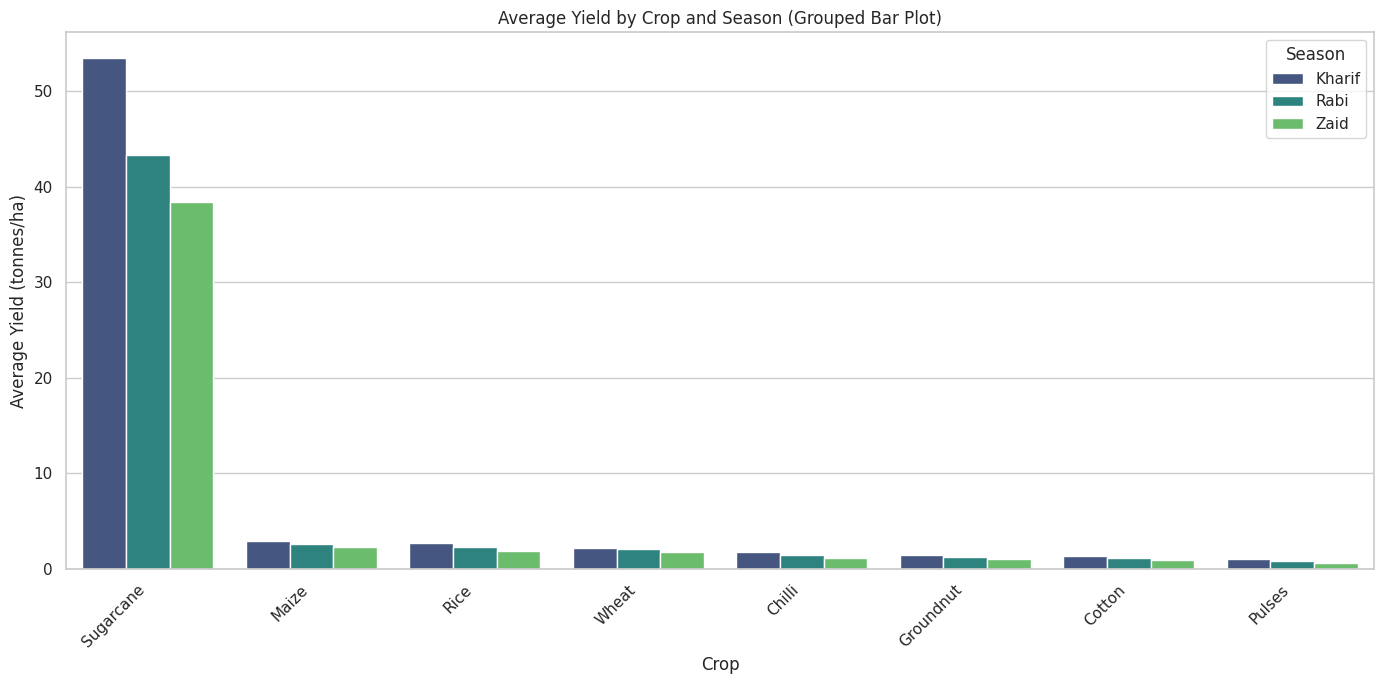 Average Yield by Crop and Season (Grouped Bar Plot)
Season
Kharif
Rabi
Zaid
Average Yield (tonnes/ha)
50
40
30
20
10
0
Sugarcane
Maize
Rice
Wheat
Chilli
Groundnut
Cotton
Pulses
Crop